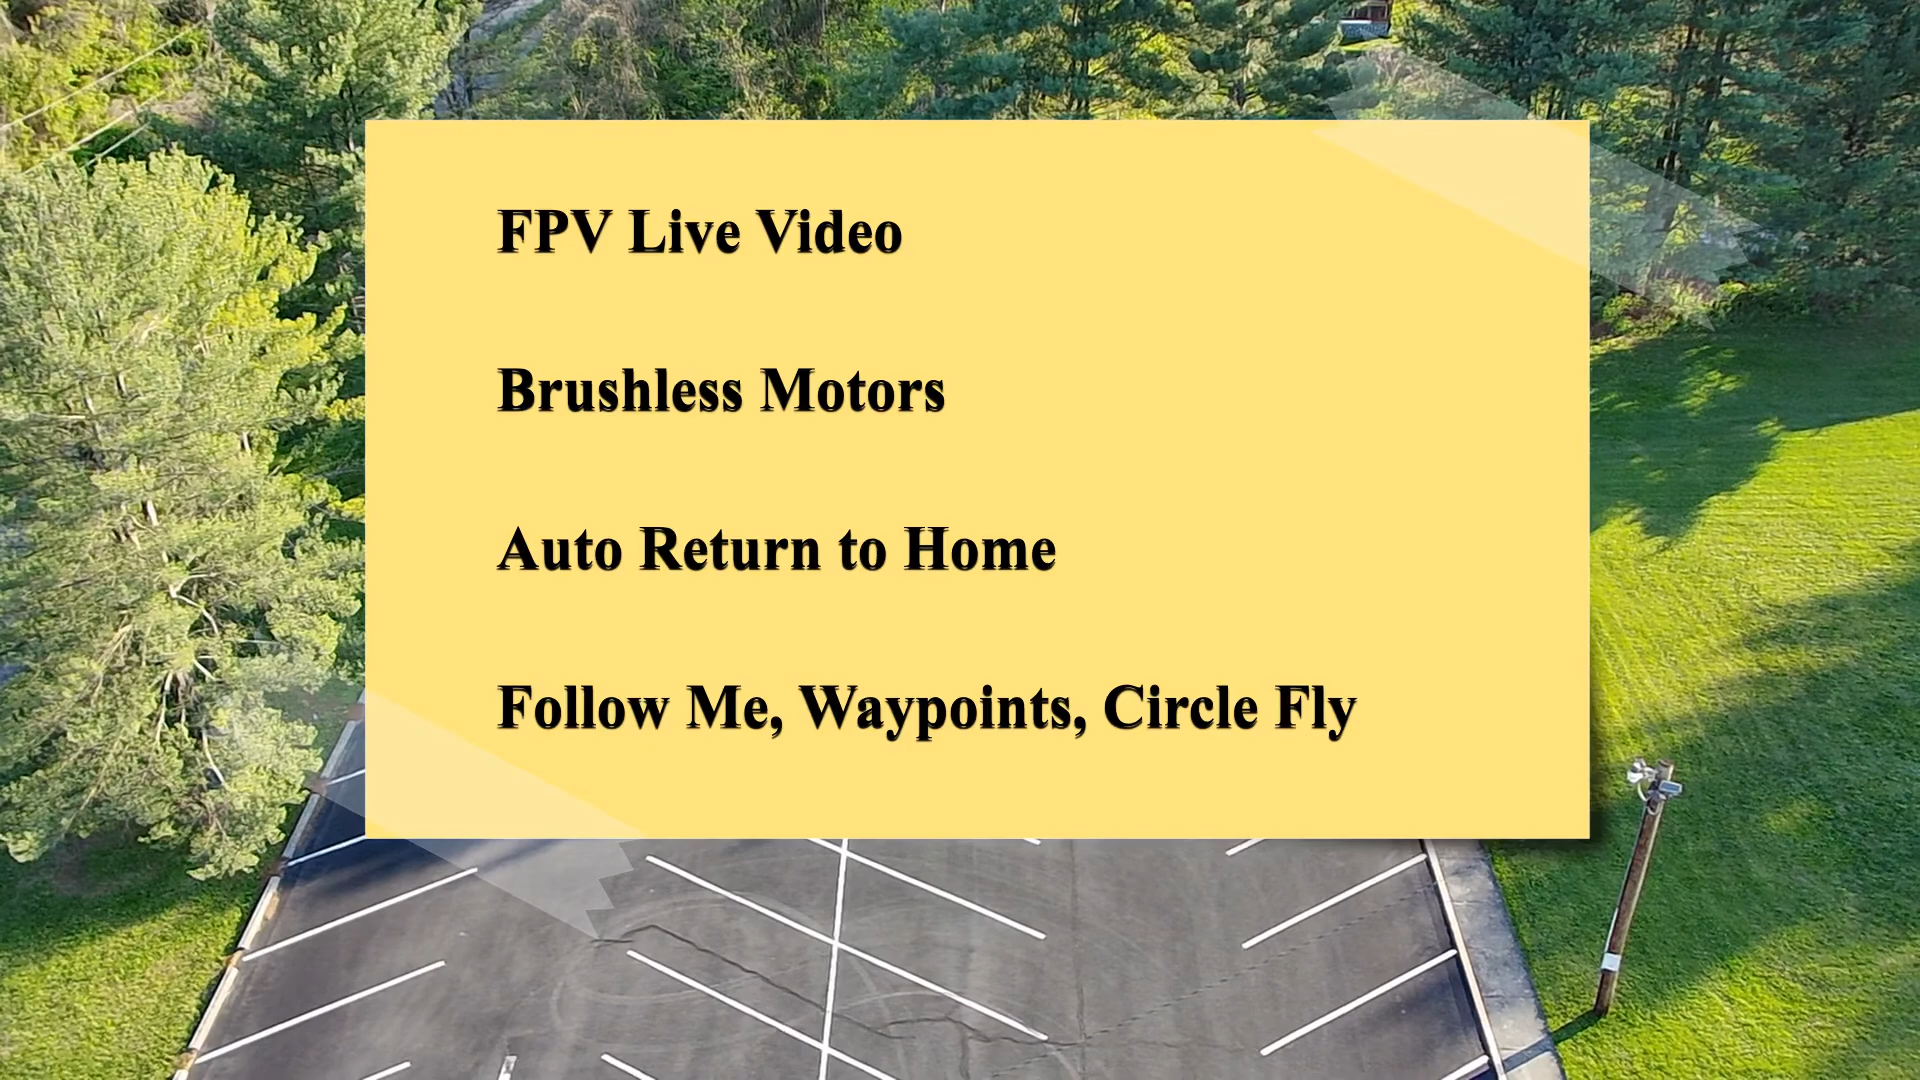 FPV Live Video
Brushless Motors
Auto Return to Home
Follow Me, Waypoints, Circle Fly